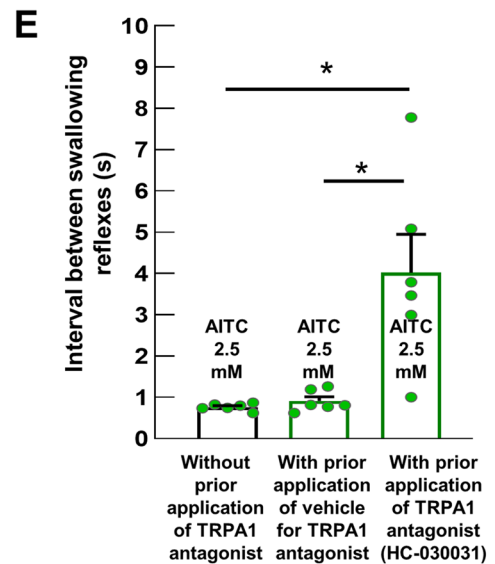 E
Interval between swallowing
reflexes (s)
10
9
8
7
6
5
4
3
2
1
0
*
*
AITC
2.5
mM
AITC
2.5
mM
AITC
2.5
mM
Without
prior
application
of TRPA1
antagonist
With prior
application
of vehicle
for TRPA1
antagonist
With prior
application
of TRPA1
antagonist
(HC-030031)